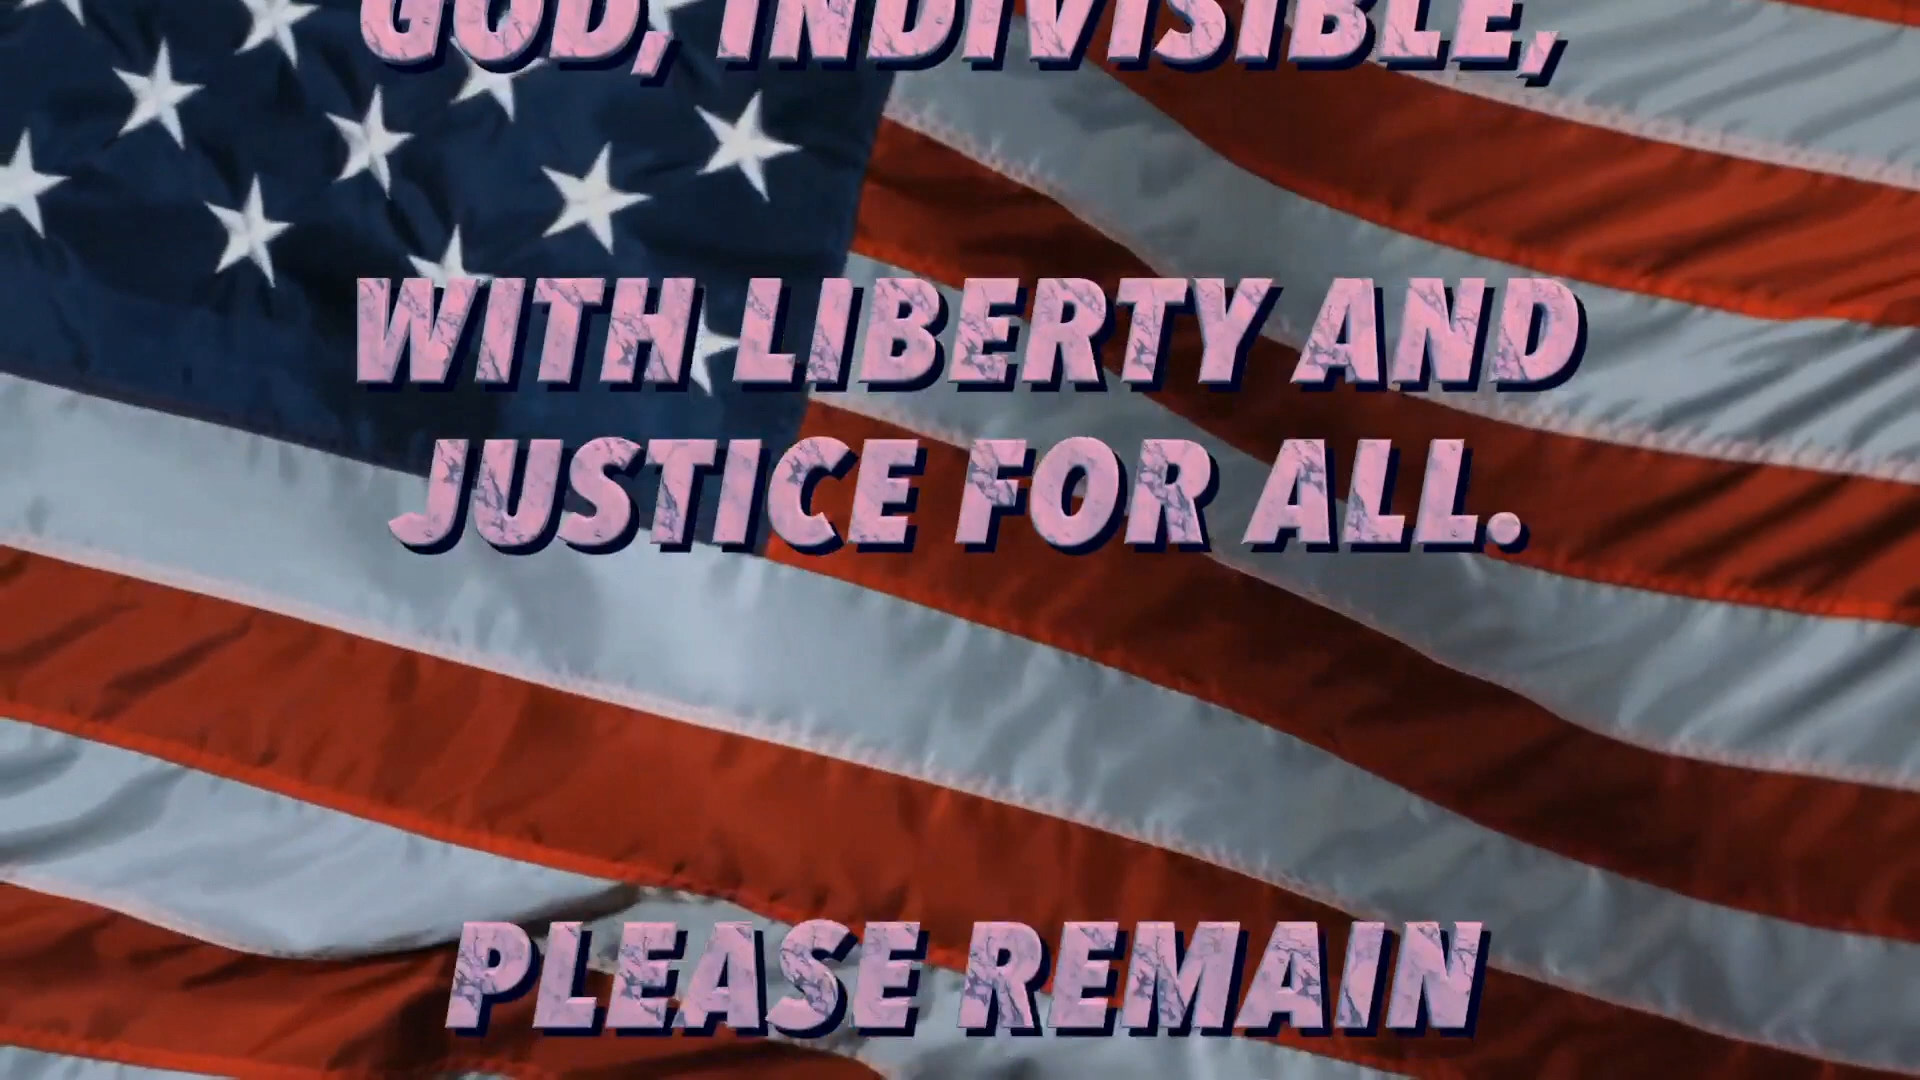 GOD, INDIVISIBLE,
WITH LIBERTY AND
JUSTICE FOR ALL.
PLEASE REMAIN